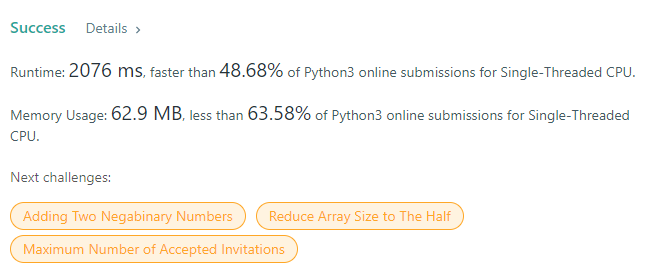 Success Details >
Runtime: 2076 ms, faster than 48.68% of Python3 online submissions for Single-Threaded CPU.
Memory Usage: 62.9 MB, less than 63.58% of Python3 online submissions for Single-Threaded
CPU.
Next challenges:
Adding Two Negabinary Numbers Reduce Array Size to The Half
Maximum Number of Accepted Invitations